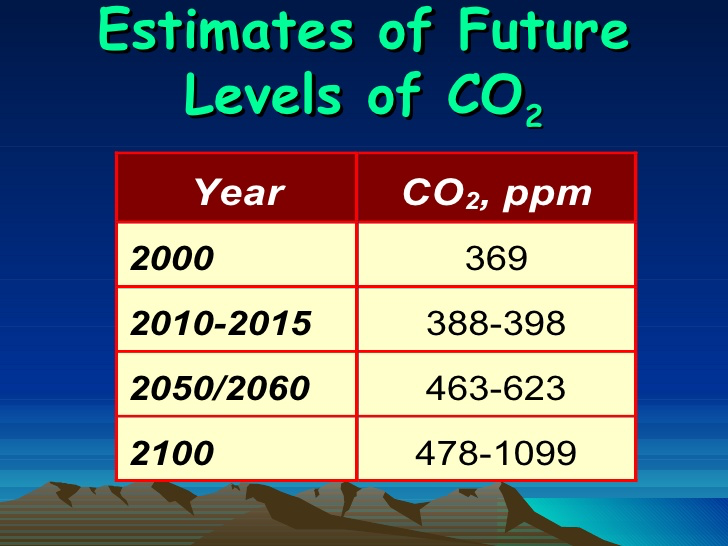 Estimates of Future
Levels of CO₂
Year CO₂, ppm
2000 369
2010-2015 388-398
2050/2060 463-623
2100 478-1099